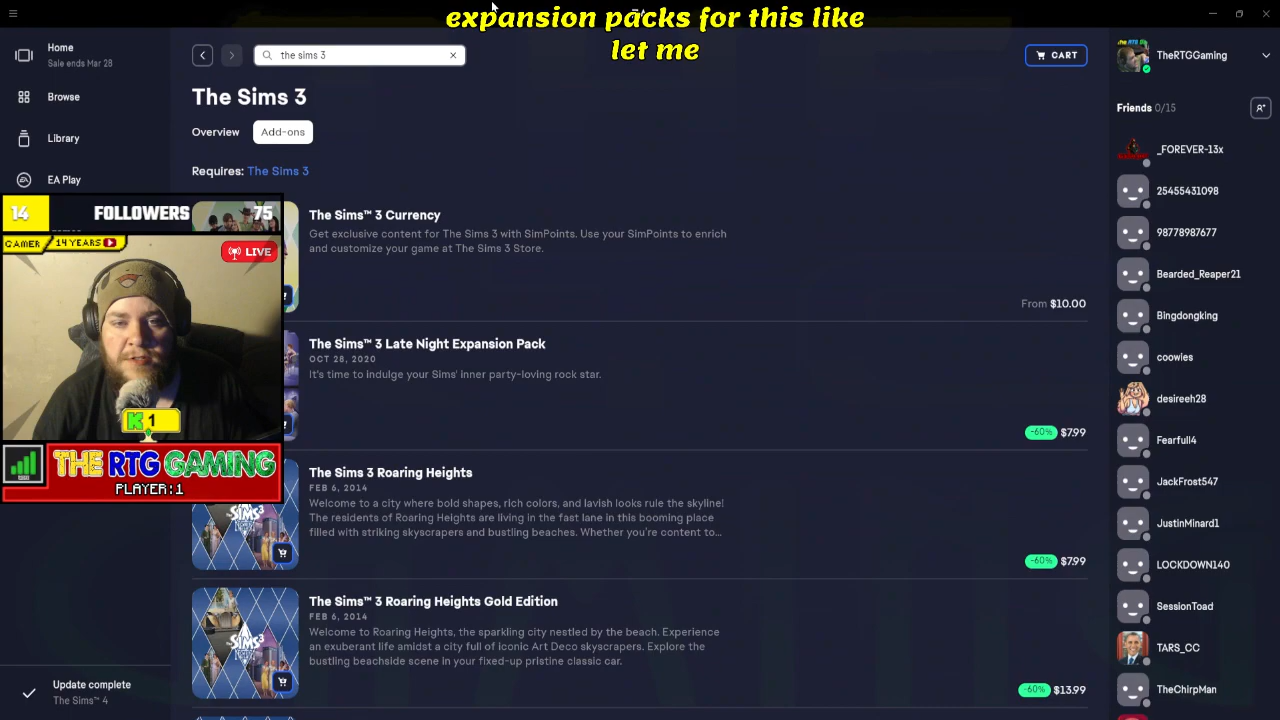 expansion packs for this like
let me
Home
Sale ends Mar 28
Browse
Library
EA Play
the sims 3
CART
TheRTGGaming
The Sims 3
Overview
Add-ons
Requires: The Sims 3
The Sims™ 3 Currency
Get exclusive content for The Sims 3 with SimPoints. Use your SimPoints to enrich
and customize your game at The Sims 3 Store.
From $10.00
The Sims™ 3 Late Night Expansion Pack
OCT 28, 2020
It's time to indulge your Sims' inner party-loving rock star.
-60% $7.99
The Sims 3 Roaring Heights
FEB 6, 2014
Welcome to a city where bold shapes, rich colors, and lavish looks rule the skyline!
The residents of Roaring Heights are living in the fast lane in this booming place
filled with striking skyscrapers and bustling beaches. Whether you're content to...
-60% $7.99
The Sims™ 3 Roaring Heights Gold Edition
FEB 6, 2014
Welcome to Roaring Heights, the sparkling city nestled by the beach. Experience
an exuberant life amidst a city full of iconic Art Deco skyscrapers. Explore the
bustling beachside scene in your fixed-up pristine classic car.
-60% $13.99
14 FOLLOWERS 75
GAMER 14 YEARS
LIVE
K 1
THE RTG GAMING
PLAYER:1
Update complete
The Sims™ 4
Friends 0/15
_FOREVER-13x
25455431098
98778987677
Bearded_Reaper21
Bingdongking
coowies
desireeh28
Fearfull4
JackFrost547
JustinMinard1
LOCKDOWN140
SessionToad
TARS_CC
TheChirpMan